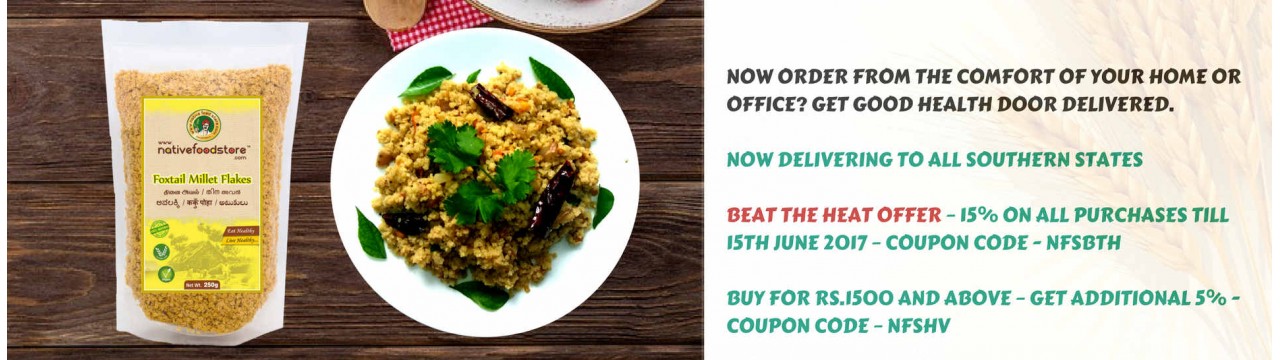 www.
nativefoodstore™
.com
Foxtail Millet Flakes
Eat Healthy
Live Healthy..
Net Wt. 250g
NOW ORDER FROM THE COMFORT OF YOUR HOME OR
OFFICE? GET GOOD HEALTH DOOR DELIVERED.
NOW DELIVERING TO ALL SOUTHERN STATES
BEAT THE HEAT OFFER – 15% ON ALL PURCHASES TILL
15TH JUNE 2017 – COUPON CODE – NFSBTH
BUY FOR RS.1500 AND ABOVE – GET ADDITIONAL 5% -
COUPON CODE – NFSHV